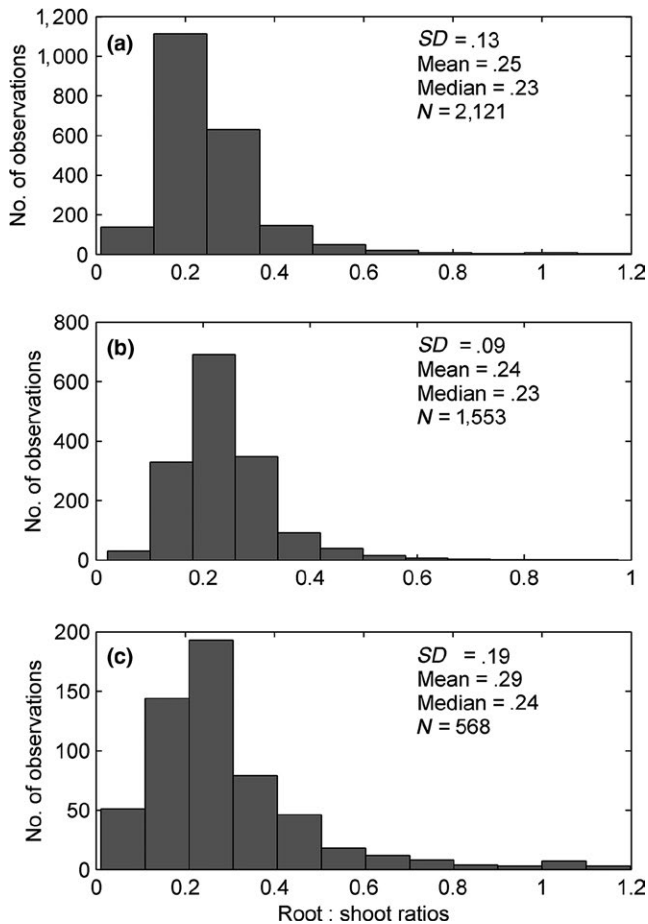 (a)
SD = .13
Mean = .25
Median = .23
N = 2,121
No. of observations
1,200
1,000
800
600
400
200
0
0 0.2 0.4 0.6 0.8 1 1.2
(b)
SD = .09
Mean = .24
Median = .23
N = 1,553
No. of observations
800
600
400
200
0
0 0.2 0.4 0.6 0.8 1
(c)
SD = .19
Mean = .29
Median = .24
N = 568
No. of observations
200
150
100
50
0
0 0.2 0.4 0.6 0.8 1 1.2
Root : shoot ratios